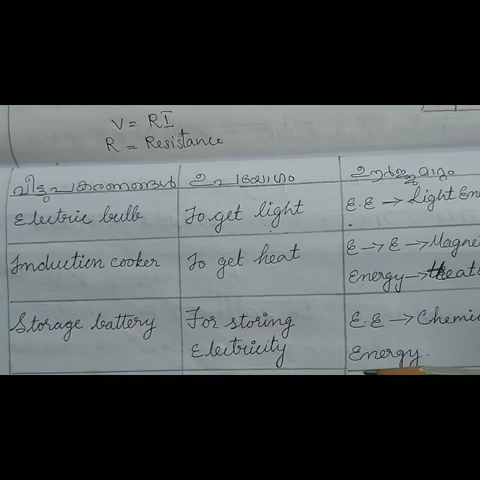 V = RI
R = Resistance
വീട്ടുപകരണങ്ങൾ ഉപയോഗം ഊർജ്ജമാറ്റം
Electric bulb To get light E.E → Light En
Induction cooker To get heat E → E → Magne
Energy → Heat
Storage battery For storing E.E → Chemic
Electricity Energy.